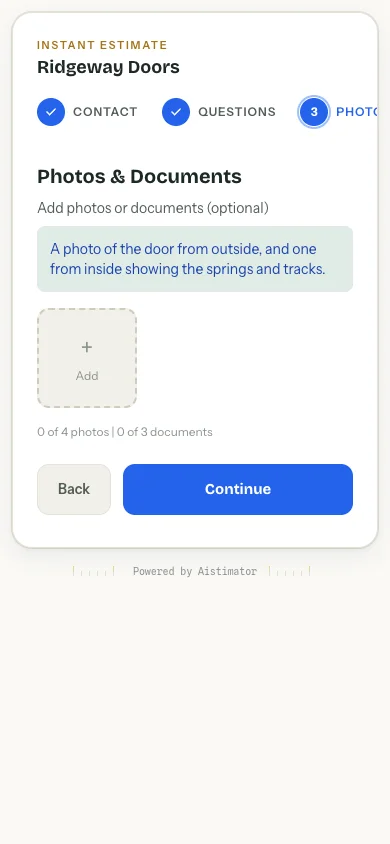 INSTANT ESTIMATE
Ridgeway Doors
CONTACT QUESTIONS 3 PHOTO
Photos & Documents
Add photos or documents (optional)
A photo of the door from outside, and one
from inside showing the springs and tracks.
+
Add
0 of 4 photos | 0 of 3 documents
Back Continue
Powered by Aistimator